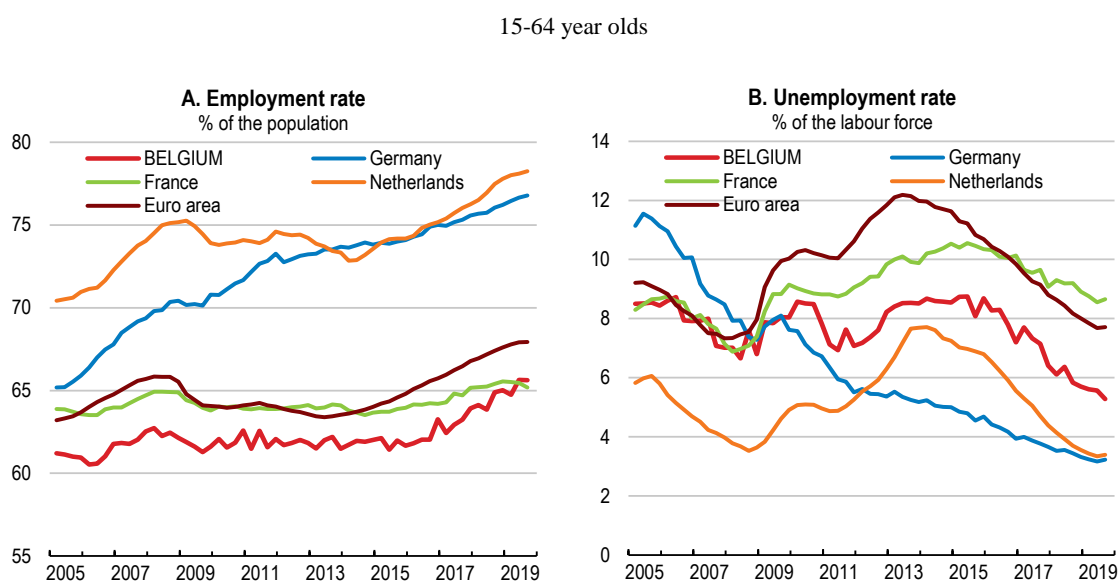 15-64 year olds
A. Employment rate
% of the population
80
75
70
65
60
55
BELGIUM
Germany
France
Netherlands
Euro area
2005 2007 2009 2011 2013 2015 2017 2019
B. Unemployment rate
% of the labour force
14
12
10
8
6
4
2
0
BELGIUM
Germany
France
Netherlands
Euro area
2005 2007 2009 2011 2013 2015 2017 2019